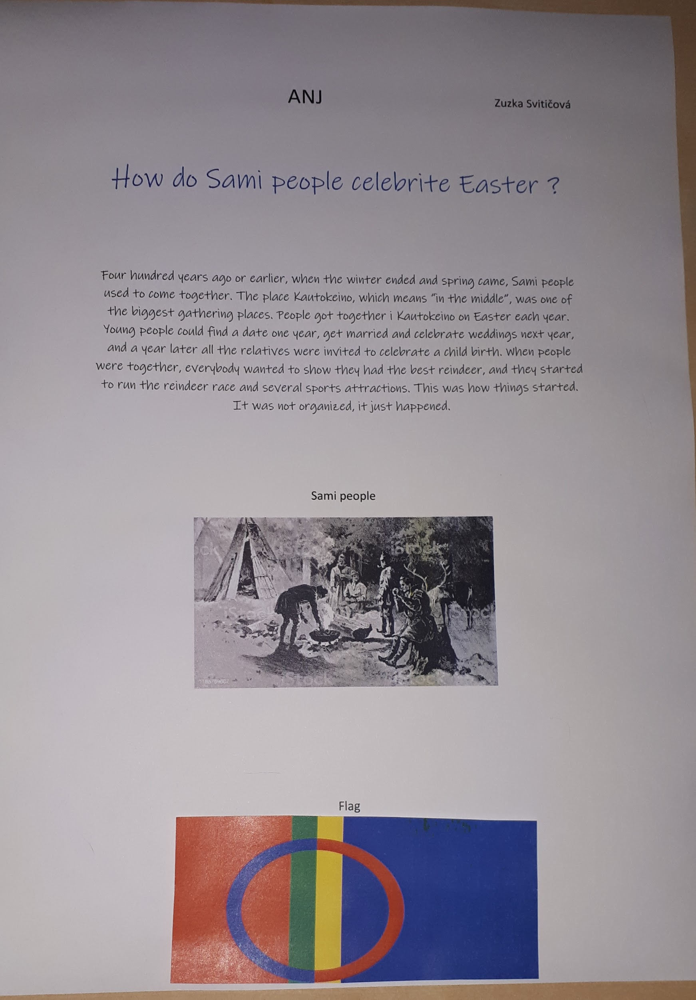 ANJ
Zuzka Svitičová
How do Sami people celebrite Easter ?
Four hundred years ago or earlier, when the winter ended and spring came, Sami people
used to come together. The place Kautokeino, which means “in the middle”, was one of
the biggest gathering places. People got together i Kautokeino on Easter each year.
Young people could find a date one year, get married and celebrate weddings next year,
and a year later all the relatives were invited to celebrate a child birth. When people
were together, everybody wanted to show they had the best reindeer, and they started
to run the reindeer race and several sports attractions. This was how things started.
It was not organized, it just happened.
Sami people
iStock
iStock
iStock
iStock
Flag